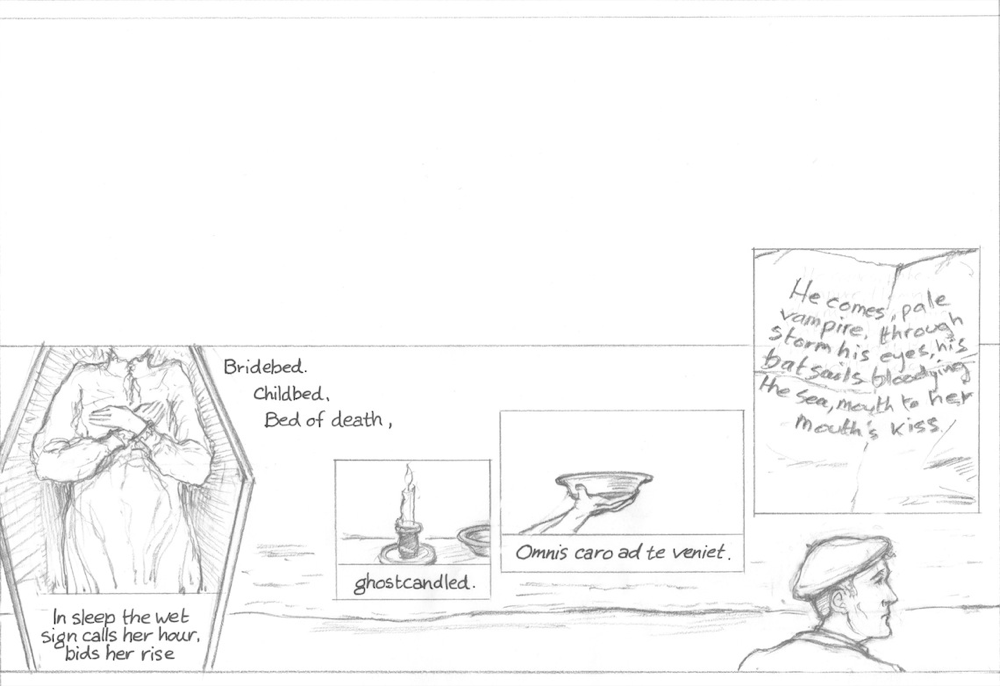 In sleep the wet
sign calls her hour,
bids her rise
Bridebed.
Childbed.
Bed of death,
ghostcandled.
Omnis caro ad te veniet.
He comes, pale
vampire, through
storm his eyes, his
batsails bloodying
the sea, mouth to her
mouth's kiss.